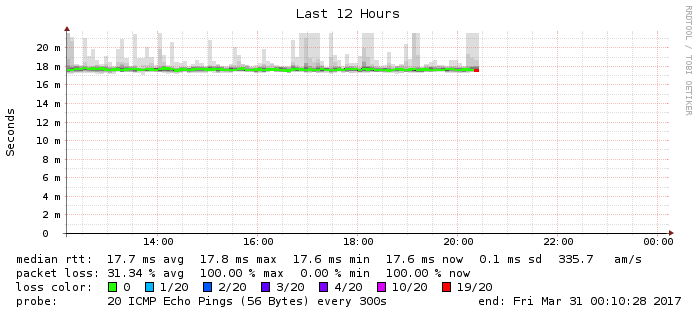 Last 12 Hours
RRDTOOL / TOBI OETIKER
Seconds
20 m
18 m
16 m
14 m
12 m
10 m
8 m
6 m
4 m
2 m
0
14:00 16:00 18:00 20:00 22:00 00:00
median rtt: 17.7 ms avg 17.8 ms max 17.6 ms min 17.6 ms now 0.1 ms sd 335.7 am/s
packet loss: 31.34 % avg 100.00 % max 0.00 % min 100.00 % now
loss color: 0 1/20 2/20 3/20 4/20 10/20 19/20
probe: 20 ICMP Echo Pings (56 Bytes) every 300s end: Fri Mar 31 00:10:28 2017